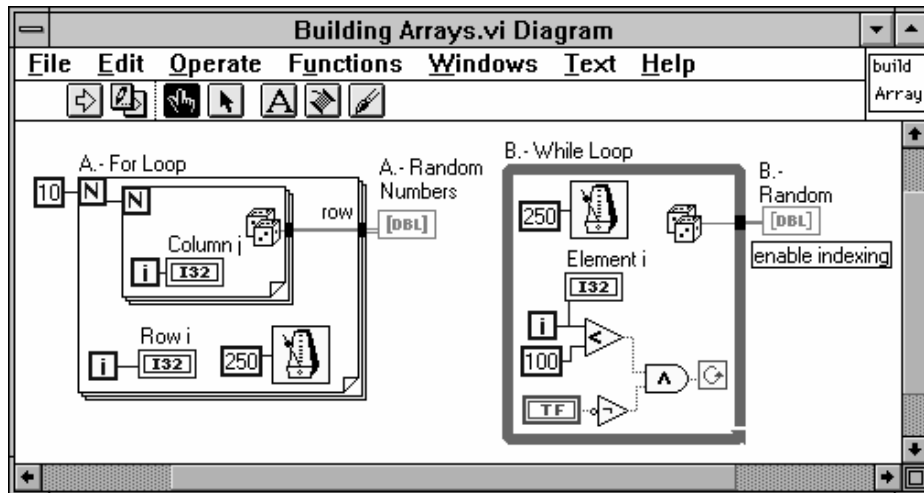 Building Arrays.vi Diagram
File Edit Operate Functions Windows Text Help
build
Array
A
A.- For Loop
10
N
N
Column j
i
I32
row
A.- Random
Numbers
[DBL]
Row i
i
I32
250
B.- While Loop
250
Element i
I32
i
<
100
TF
¬
∧
B.-
Random
[DBL]
enable indexing